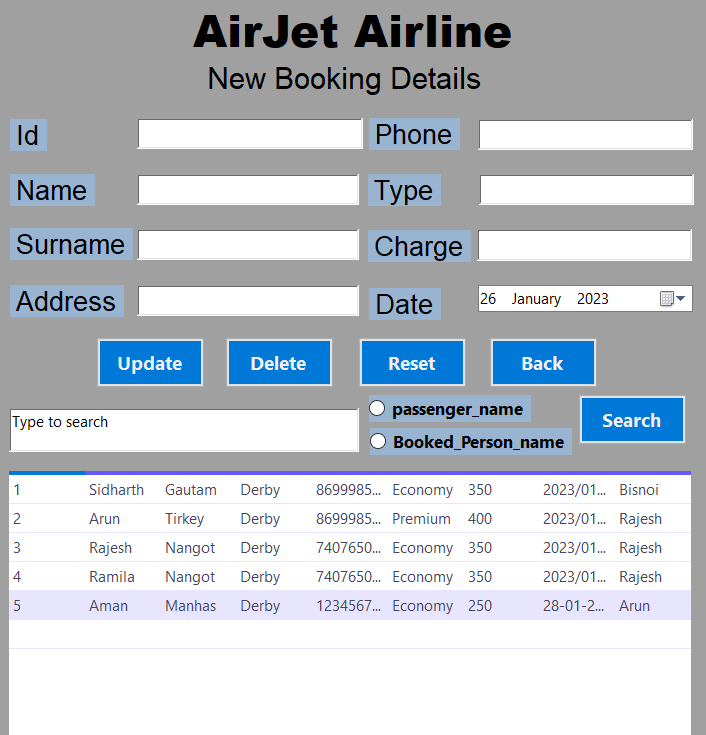 AirJet Airline
New Booking Details
Id Phone
Name Type
Surname Charge
Address Date 26 January 2023
Update Delete Reset Back
Type to search passenger_name Search
Booked_Person_name
1 Sidharth Gautam Derby 8699985... Economy 350 2023/01... Bisnoi
2 Arun Tirkey Derby 8699985... Premium 400 2023/01... Rajesh
3 Rajesh Nangot Derby 7407650... Economy 350 2023/01... Rajesh
4 Ramila Nangot Derby 7407650... Economy 350 2023/01... Rajesh
5 Aman Manhas Derby 1234567... Economy 250 28-01-2... Arun